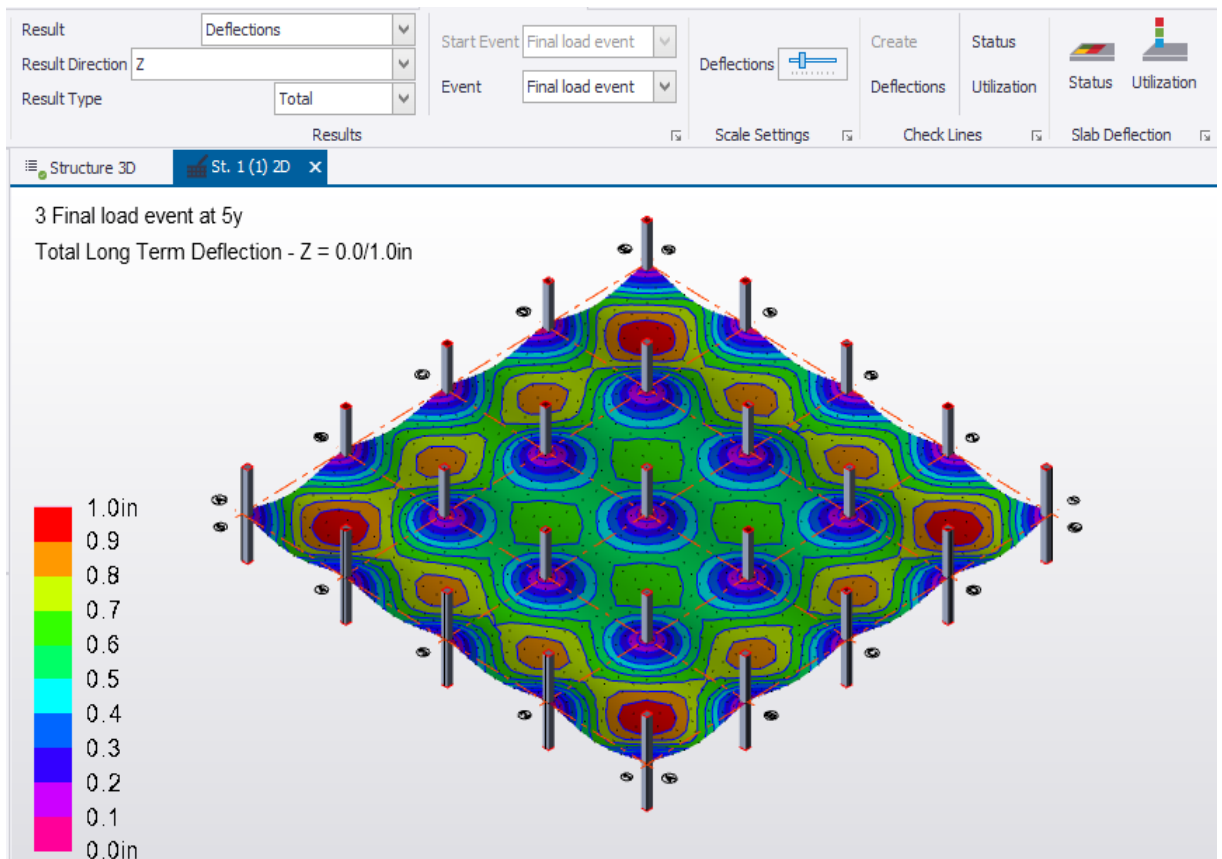 Result Deflections
Result Direction Z
Result Type Total
Results
Start Event Final load event
Event Final load event
Deflections
Scale Settings
Create
Deflections
Status
Utilization
Check Lines
Status Utilization
Slab Deflection
Structure 3D
St. 1 (1) 2D
3 Final load event at 5y
Total Long Term Deflection - Z = 0.0/1.0in
1.0in
0.9
0.8
0.7
0.6
0.5
0.4
0.3
0.2
0.1
0.0in